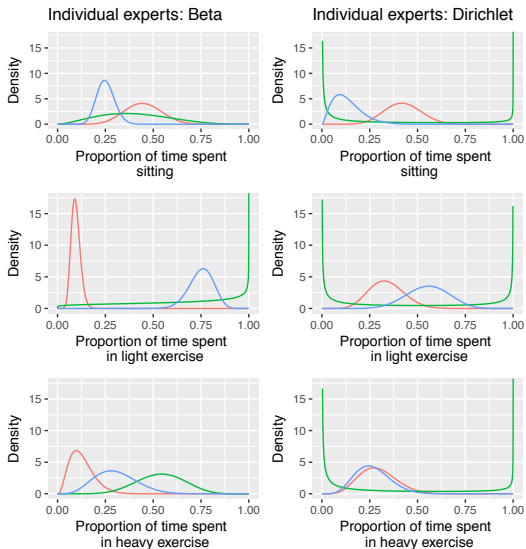 Individual experts: Beta
Individual experts: Dirichlet
Density
15
10
5
0
0.00 0.25 0.50 0.75 1.00
Proportion of time spent
sitting
Density
15
10
5
0
0.00 0.25 0.50 0.75 1.00
Proportion of time spent
sitting
Density
15
10
5
0
0.00 0.25 0.50 0.75 1.00
Proportion of time spent
in light exercise
Density
15
10
5
0
0.00 0.25 0.50 0.75 1.00
Proportion of time spent
in light exercise
Density
15
10
5
0
0.00 0.25 0.50 0.75 1.00
Proportion of time spent
in heavy exercise
Density
15
10
5
0
0.00 0.25 0.50 0.75 1.00
Proportion of time spent
in heavy exercise